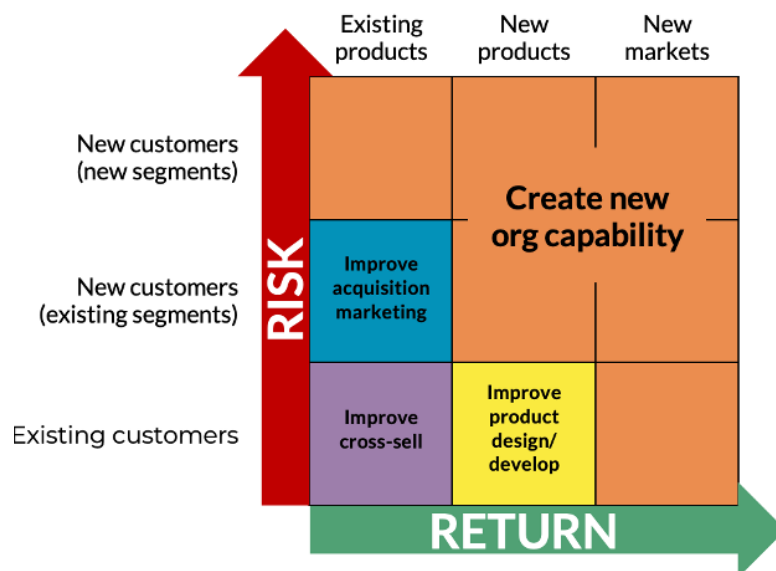 Existing
products
New
products
New
markets
New customers
(new segments)
Create new
org capability
RISK
New customers
(existing segments)
Improve
acquisition
marketing
Existing customers
Improve
cross-sell
Improve
product
design/
develop
RETURN